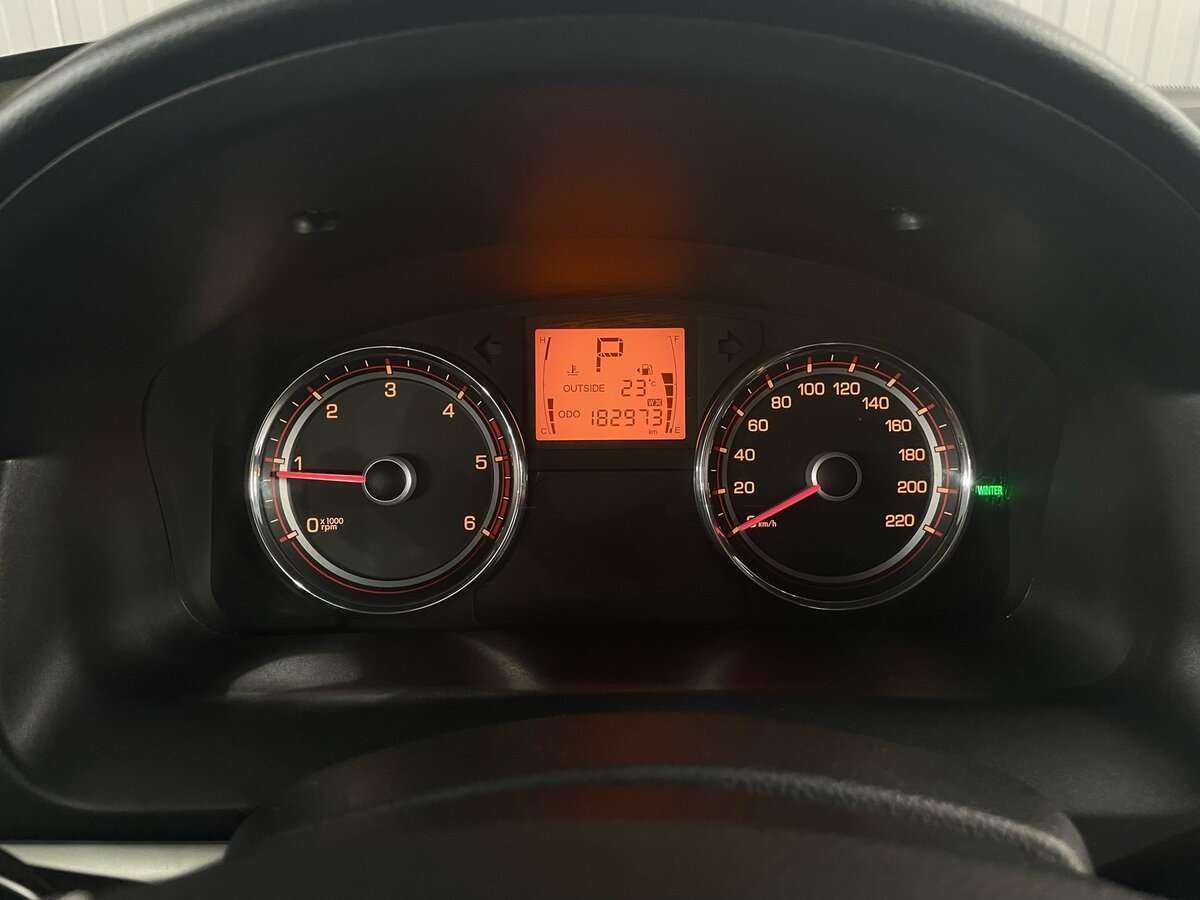 H P F
OUTSIDE 23°C
W
ODO 182973
C km E
0 1 2 3 4 5 6
x1000
rpm
0 20 40 60 80 100 120 140 160 180 200 220
km/h
WINTER